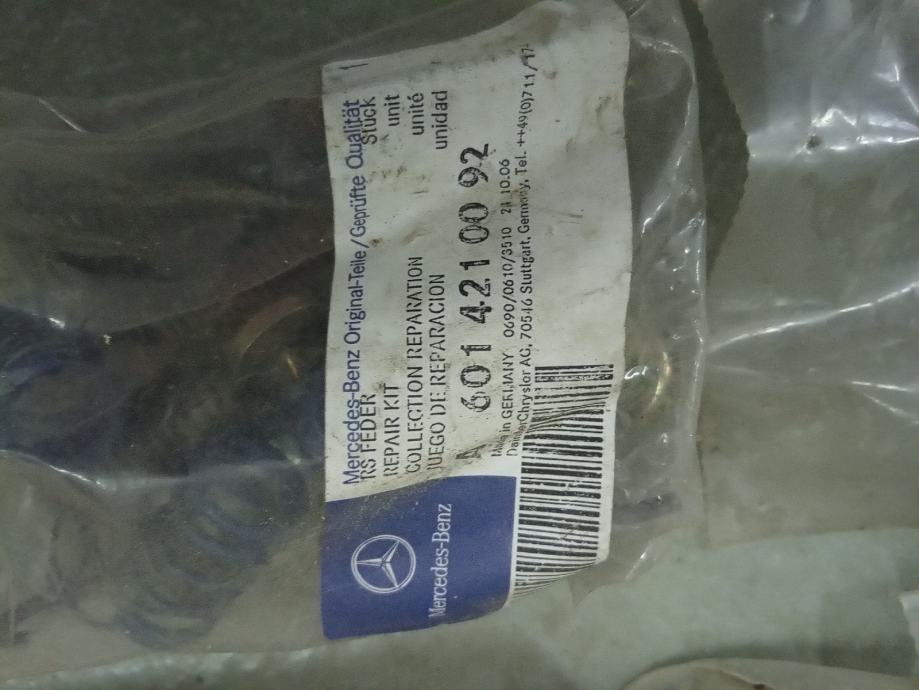 Mercedes-Benz Original-Teile/Geprüfte Qualität
1
RS FEDER
Stück
REPAIR KIT
unit
COLLECTION REPARATION
unité
JUEGO DE REPARACION
unidad
A 601 421 00 92
Made in GERMANY 0690/0610/3510 10.06
DaimlerChrysler AG, 70546 Stuttgart, Germany, Tel. ++49(0)711/17-
Mercedes-Benz